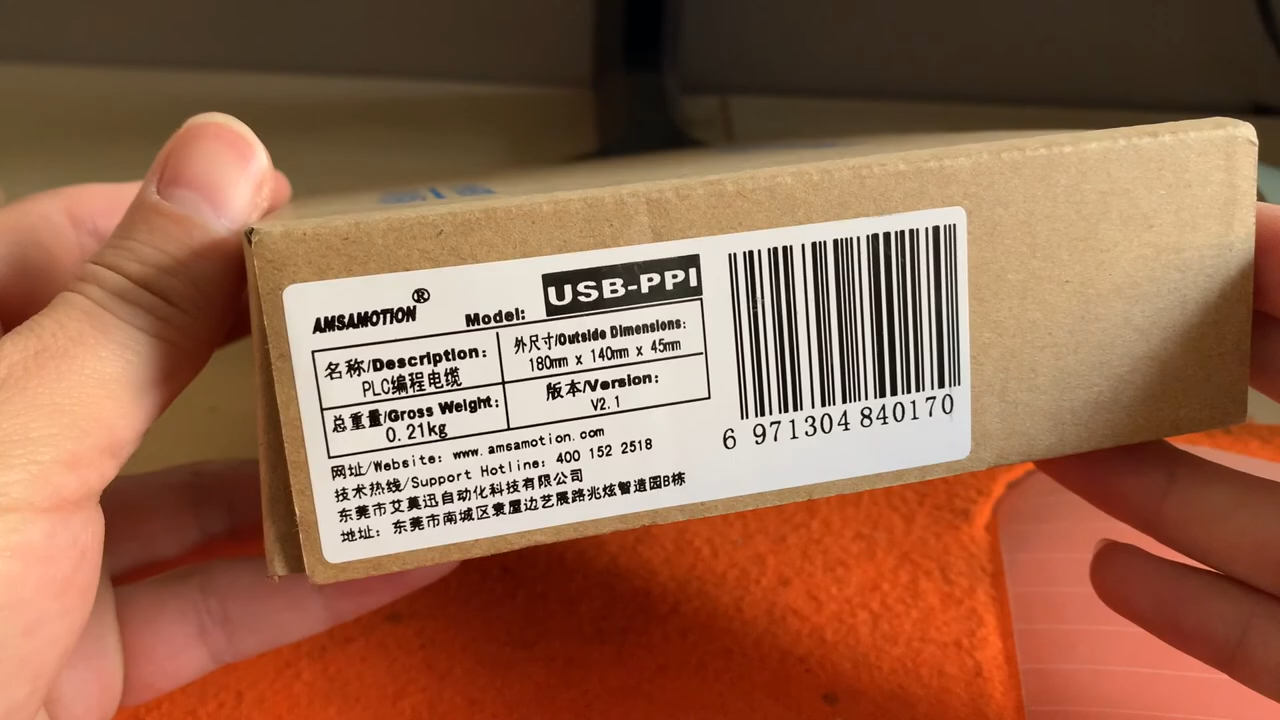 AMSAMOTION® Model: USB-PPI
名称/Description: PLC编程电缆
外尺寸/Outside Dimensions: 180mm x 140mm x 45mm
总重量/Gross Weight: 0.21kg
版本/Version: V2.1
网址/Website: www.amsamotion.com
技术热线/Support Hotline: 400 152 2518
东莞市艾莫迅自动化科技有限公司
地址: 东莞市南城区袁屋边艺展路兆炫智造园B栋
6 971304 840170